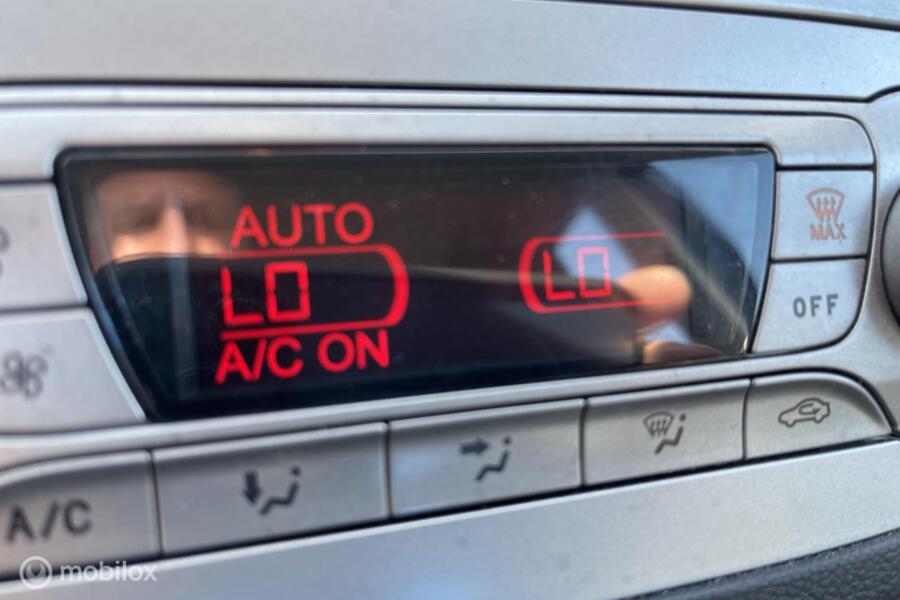 AUTO
LO LO
A/C ON
MAX
OFF
A/C
mobilox